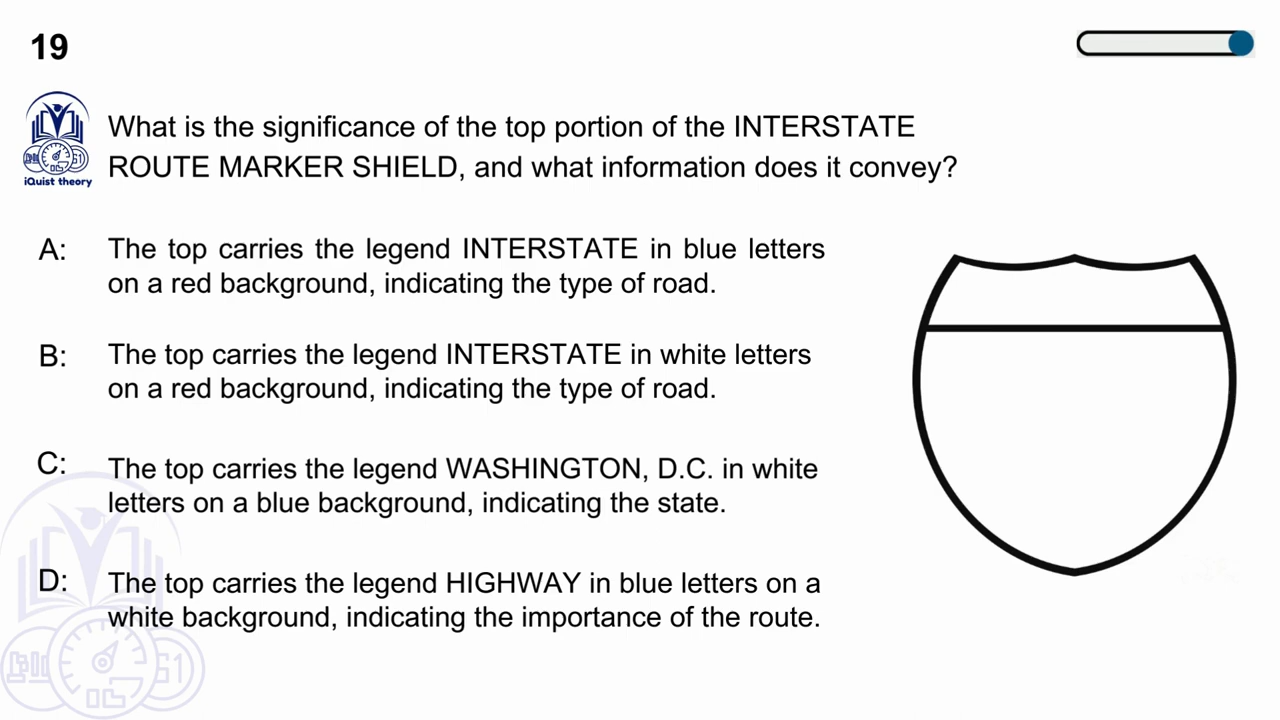 19
What is the significance of the top portion of the INTERSTATE
ROUTE MARKER SHIELD, and what information does it convey?
iQuist theory
A: The top carries the legend INTERSTATE in blue letters
on a red background, indicating the type of road.
B: The top carries the legend INTERSTATE in white letters
on a red background, indicating the type of road.
C: The top carries the legend WASHINGTON, D.C. in white
letters on a blue background, indicating the state.
D: The top carries the legend HIGHWAY in blue letters on a
white background, indicating the importance of the route.